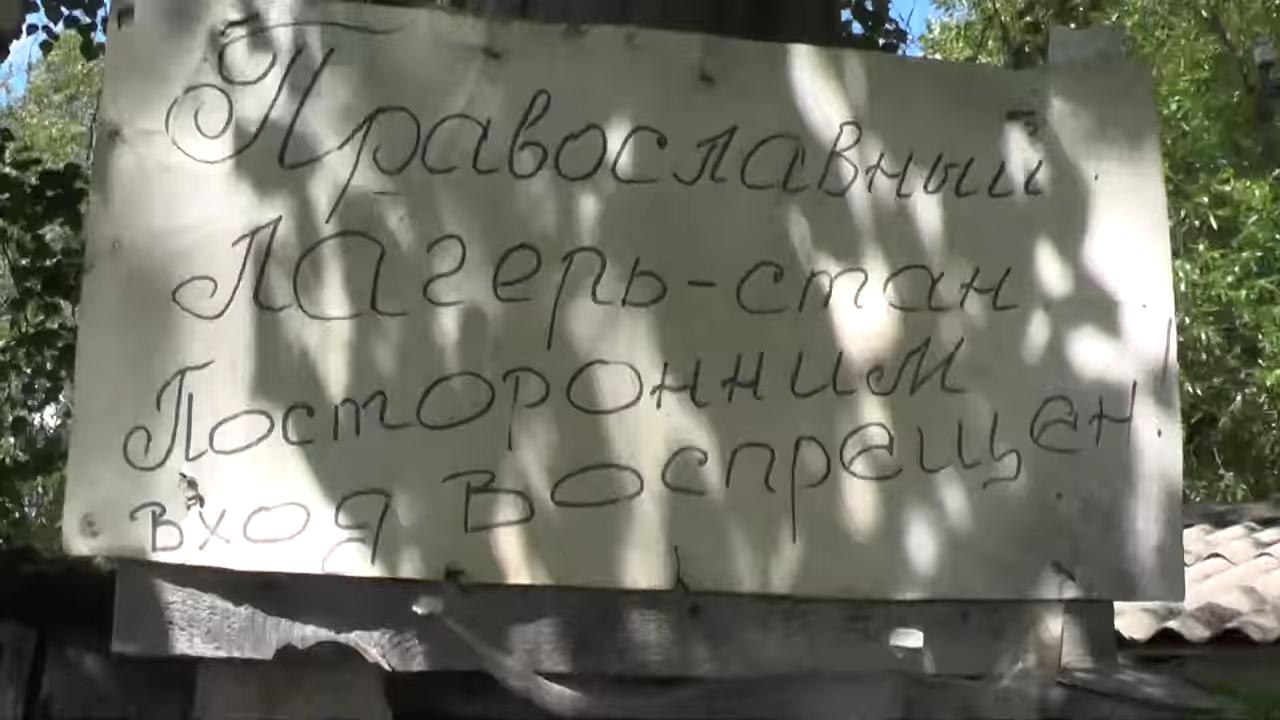 Православный
Лагерь-стан
Посторонним
вход воспрещен!